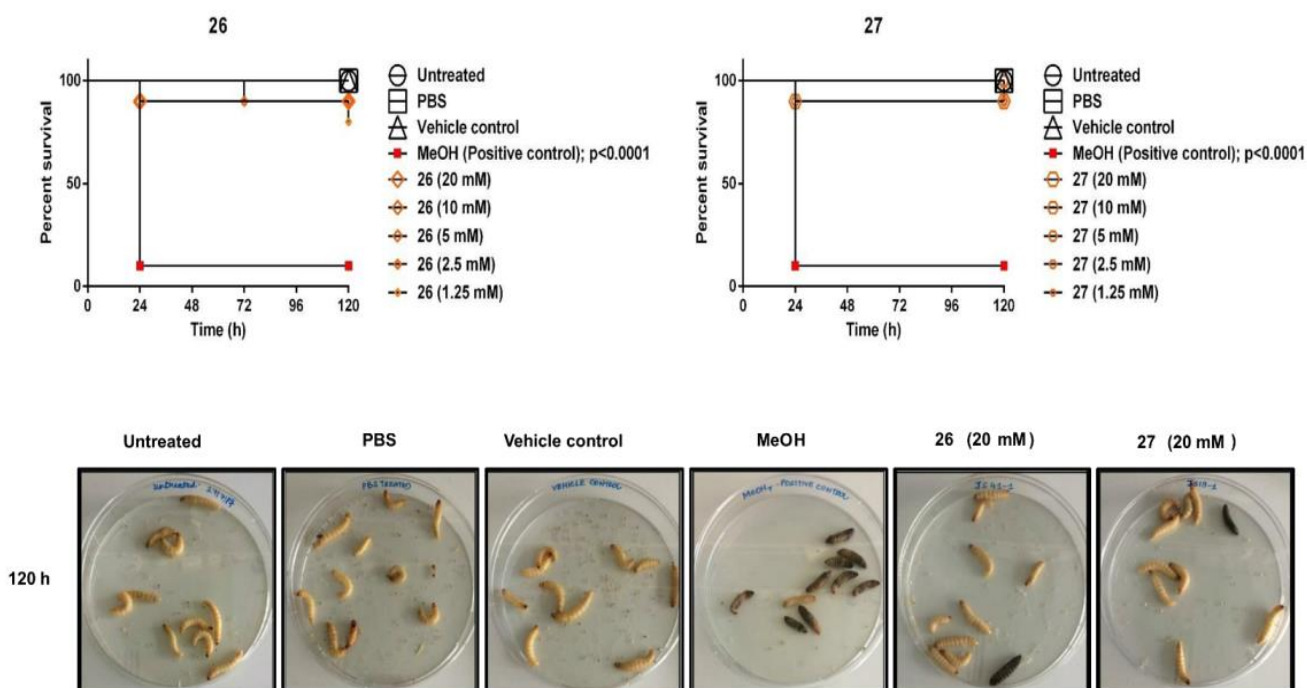 26
100
50
0
Percent survival
0 24 48 72 96 120
Time (h)
Untreated
PBS
Vehicle control
MeOH (Positive control); p<0.0001
26 (20 mM)
26 (10 mM)
26 (5 mM)
26 (2.5 mM)
26 (1.25 mM)
27
100
50
0
Percent survival
0 24 48 72 96 120
Time (h)
Untreated
PBS
Vehicle control
MeOH (Positive control); p<0.0001
27 (20 mM)
27 (10 mM)
27 (5 mM)
27 (2.5 mM)
27 (1.25 mM)
Untreated PBS Vehicle control MeOH 26 (20 mM) 27 (20 mM)
120 h
untreated
PBS TREATED
VEHICLE CONTROL
POSITIVE CONTROL